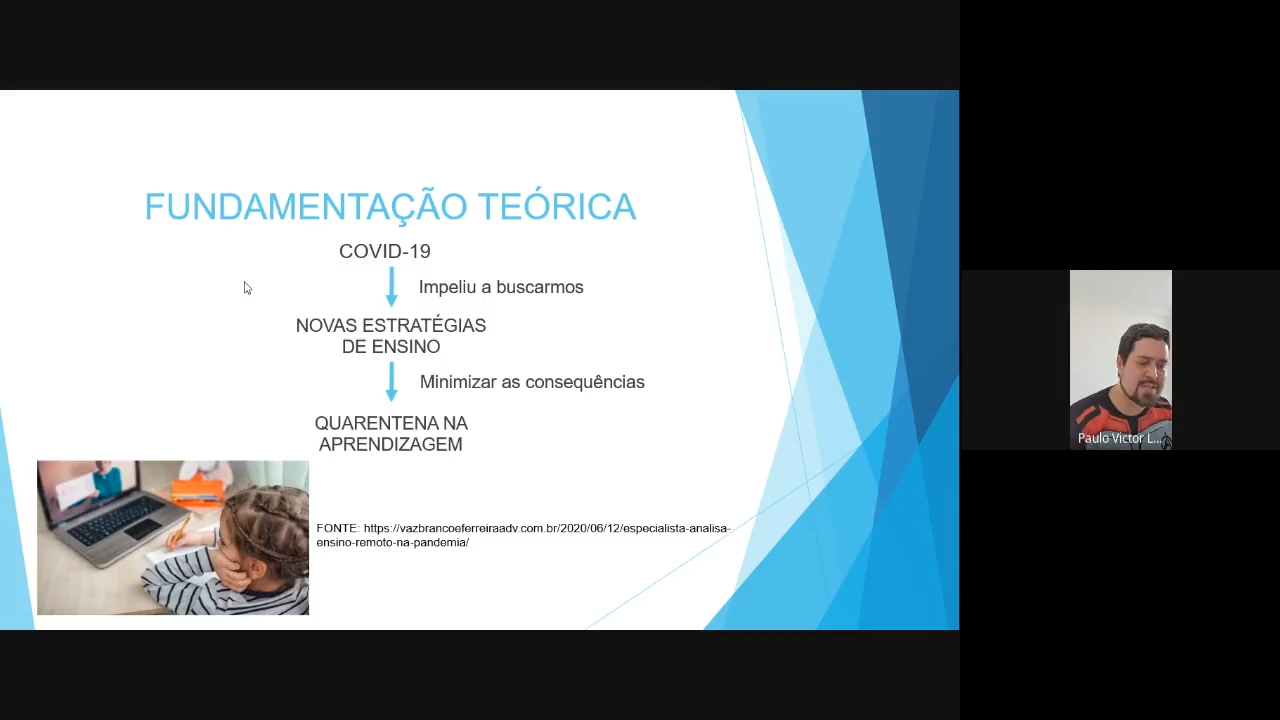 FUNDAMENTAÇÃO TEÓRICA
COVID-19
Impeliu a buscarmos
NOVAS ESTRATÉGIAS
DE ENSINO
Minimizar as consequências
QUARENTENA NA
APRENDIZAGEM
FONTE: https://vazbrancoeferreiraadv.com.br/2020/06/12/especialista-analisa-
ensino-remoto-na-pandemia/
Paulo Victor L...